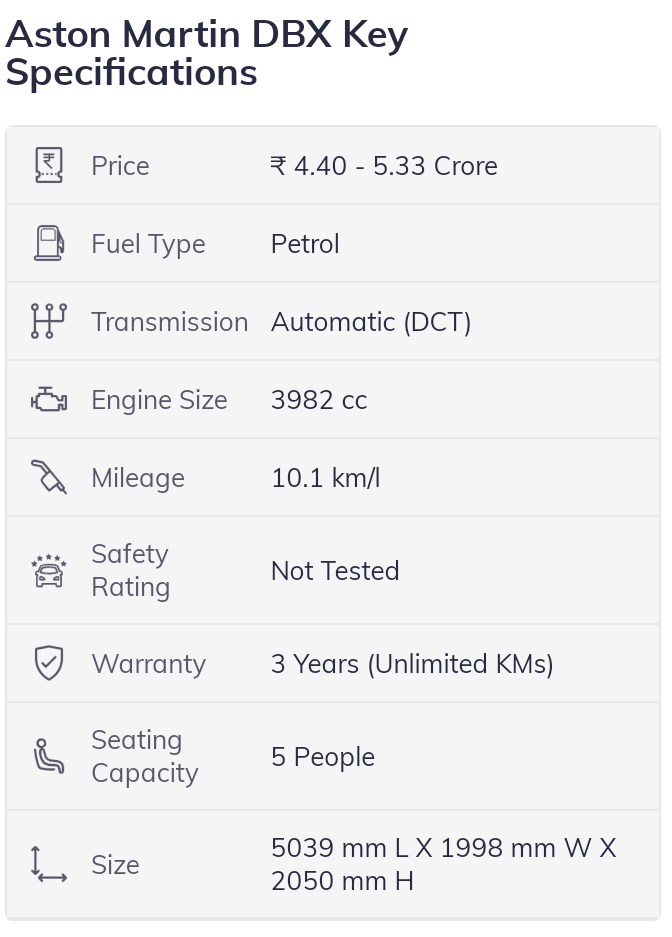 Aston Martin DBX Key
Specifications
₹
Price
₹ 4.40 - 5.33 Crore
Fuel Type
Petrol
Transmission
Automatic (DCT)
Engine Size
3982 cc
Mileage
10.1 km/l
Safety
Rating
Not Tested
Warranty
3 Years (Unlimited KMs)
Seating
Capacity
5 People
Size
5039 mm L X 1998 mm W X
2050 mm H